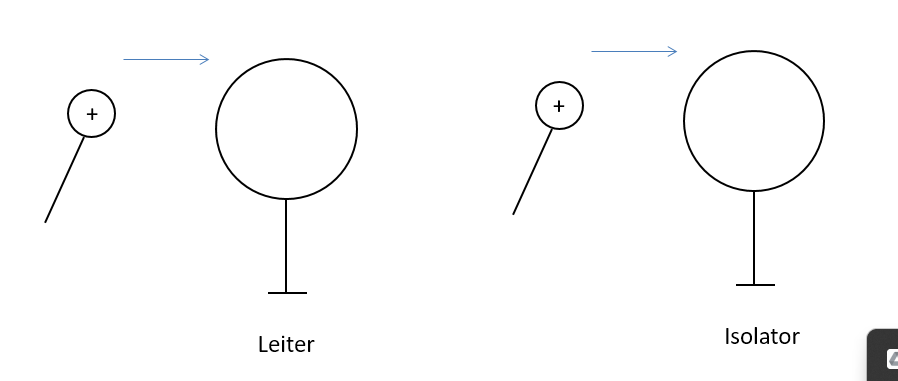 +
+
Leiter
Isolator